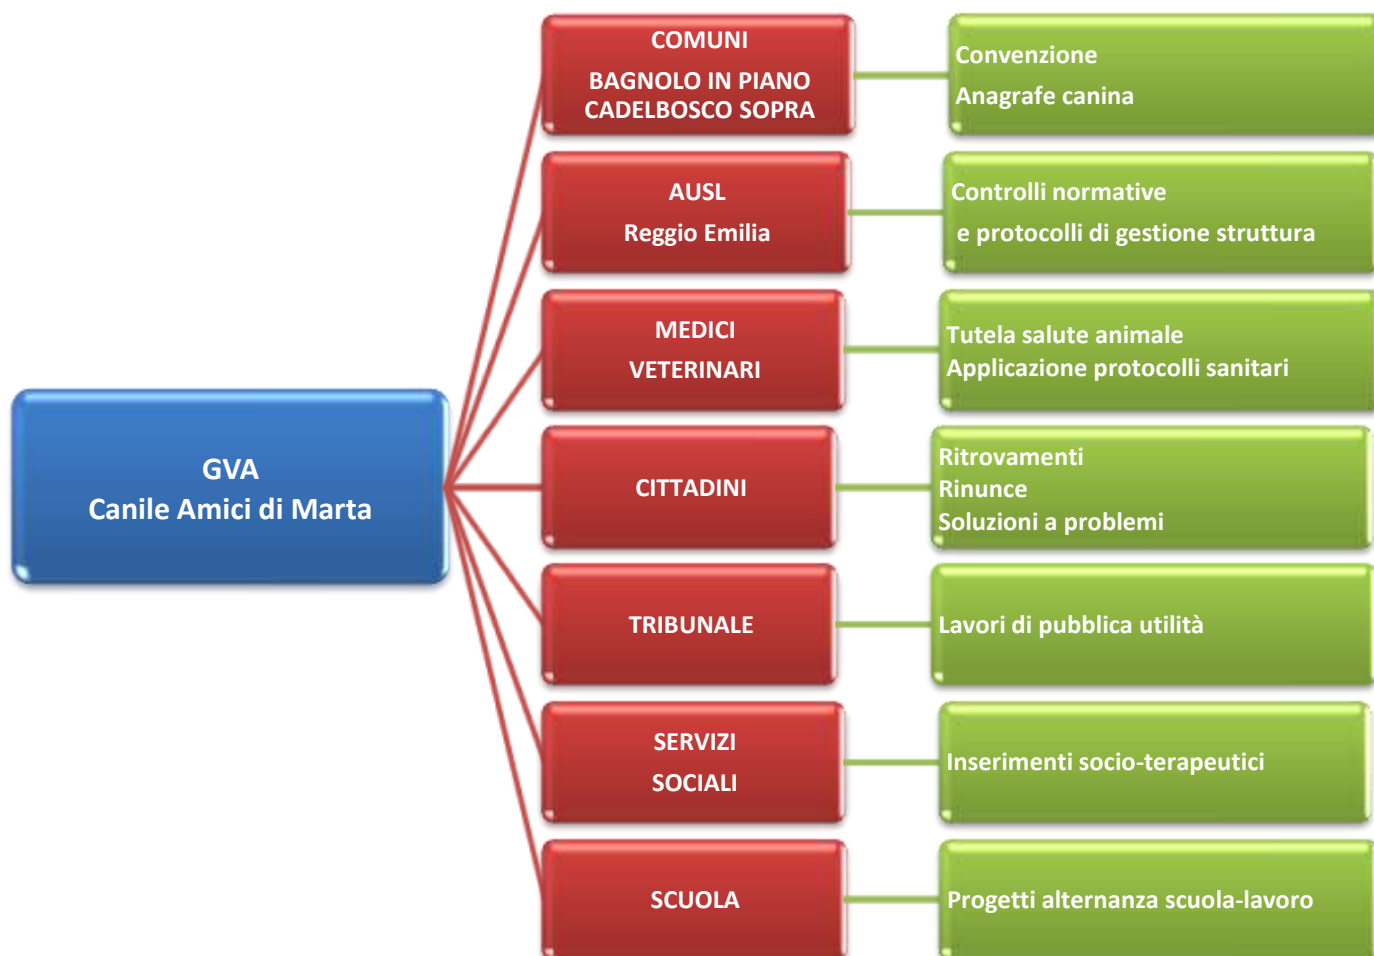 GVA
Canile Amici di Marta
COMUNI
BAGNOLO IN PIANO
CADELBOSCO SOPRA
Convenzione
Anagrafe canina
AUSL
Reggio Emilia
Controlli normative
e protocolli di gestione struttura
MEDICI
VETERINARI
Tutela salute animale
Applicazione protocolli sanitari
CITTADINI
Ritrovamenti
Rinunce
Soluzioni a problemi
TRIBUNALE
Lavori di pubblica utilità
SERVIZI
SOCIALI
Inserimenti socio-terapeutici
SCUOLA
Progetti alternanza scuola-lavoro